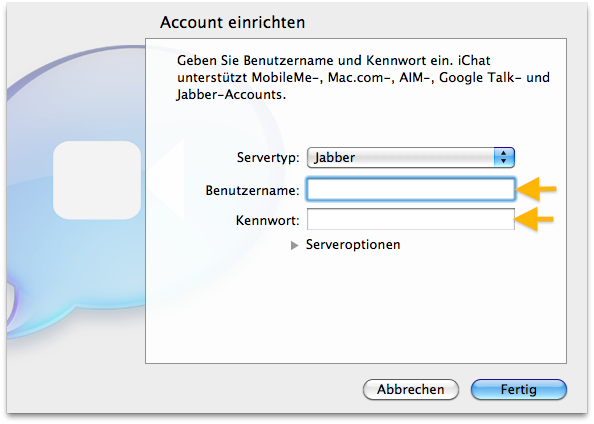 Account einrichten
Geben Sie Benutzername und Kennwort ein. iChat
unterstützt MobileMe-, Mac.com-, AIM-, Google Talk- und
Jabber-Accounts.
Servertyp: Jabber
Benutzername:
Kennwort:
Serveroptionen
Abbrechen Fertig